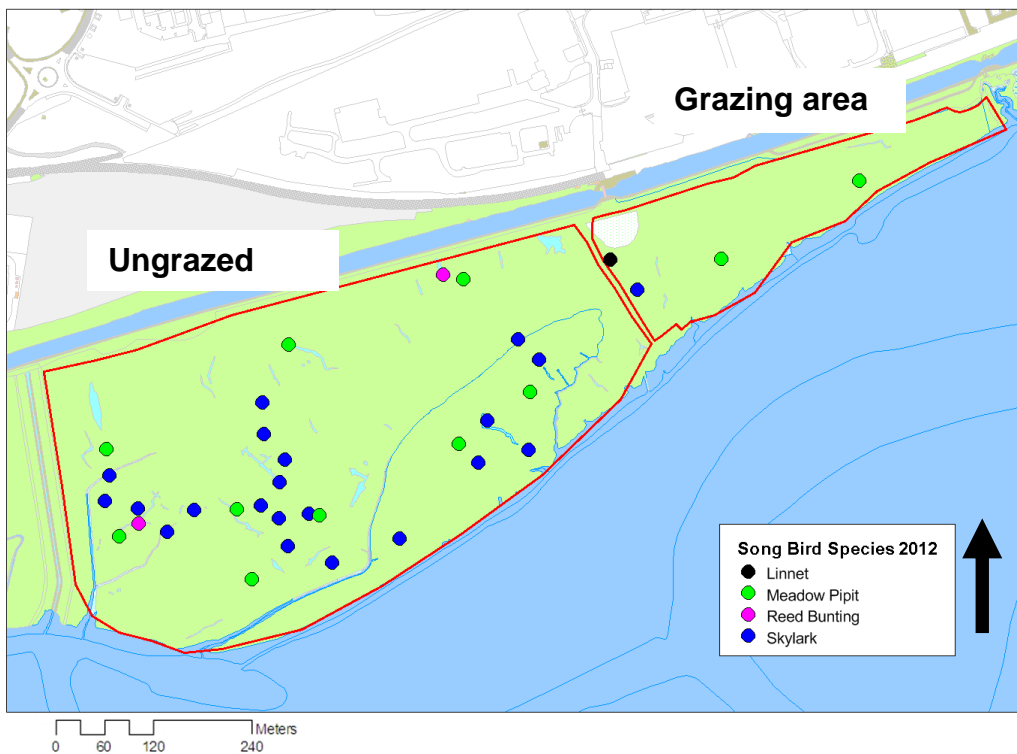 Grazing area
Ungrazed
Song Bird Species 2012
Linnet
Meadow Pipit
Reed Bunting
Skylark
Meters
0 60 120 240